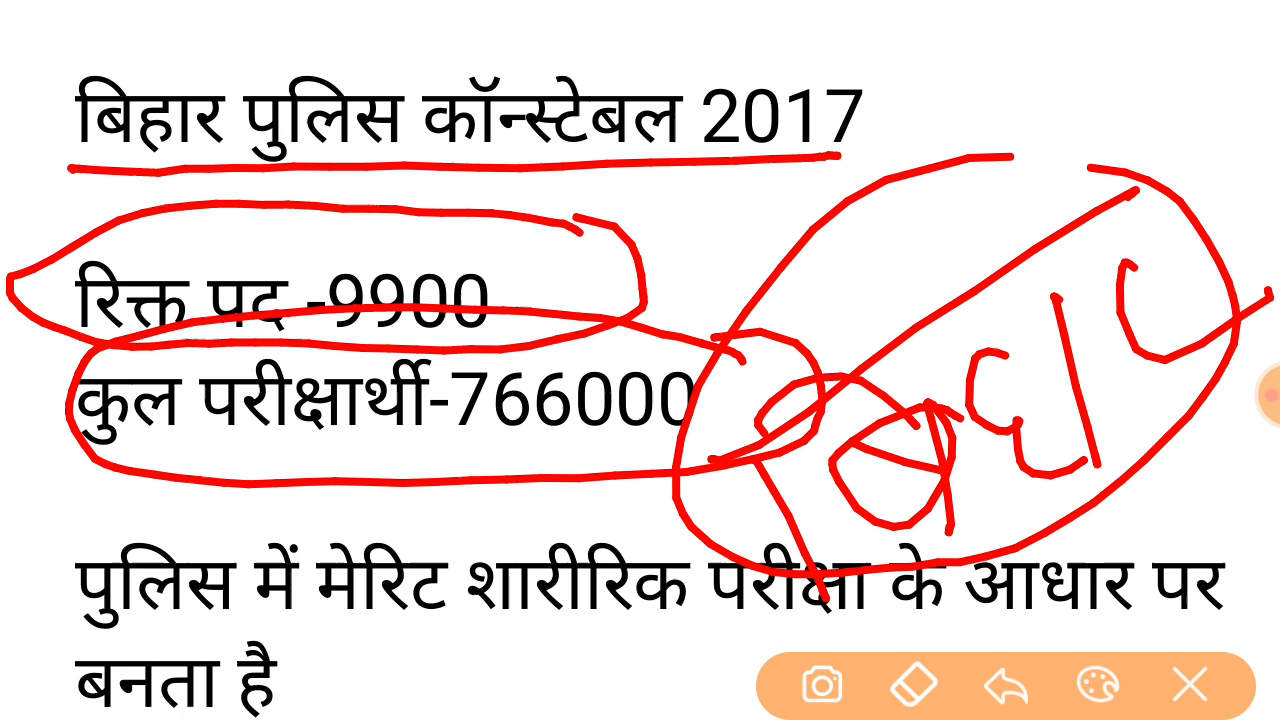 बिहार पुलिस कॉन्स्टेबल 2017
रिक्त पद -9900
कुल परीक्षार्थी-766000
पुलिस में मेरिट शारीरिक परीक्षा के आधार पर
बनता है